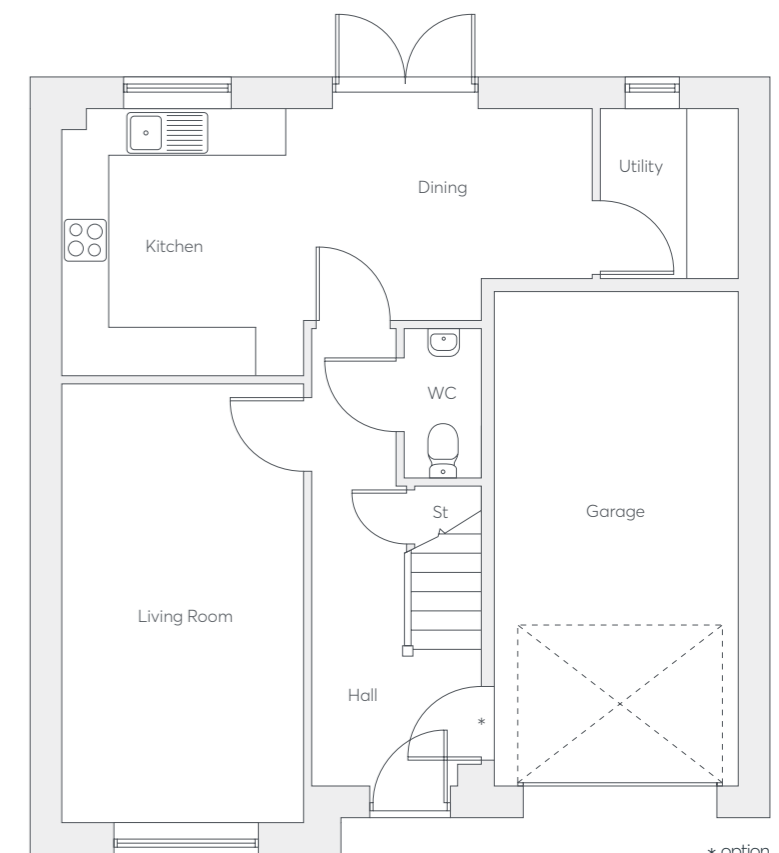 Utility
Dining
Kitchen
WC
St
Garage
Living Room
Hall
*
* option